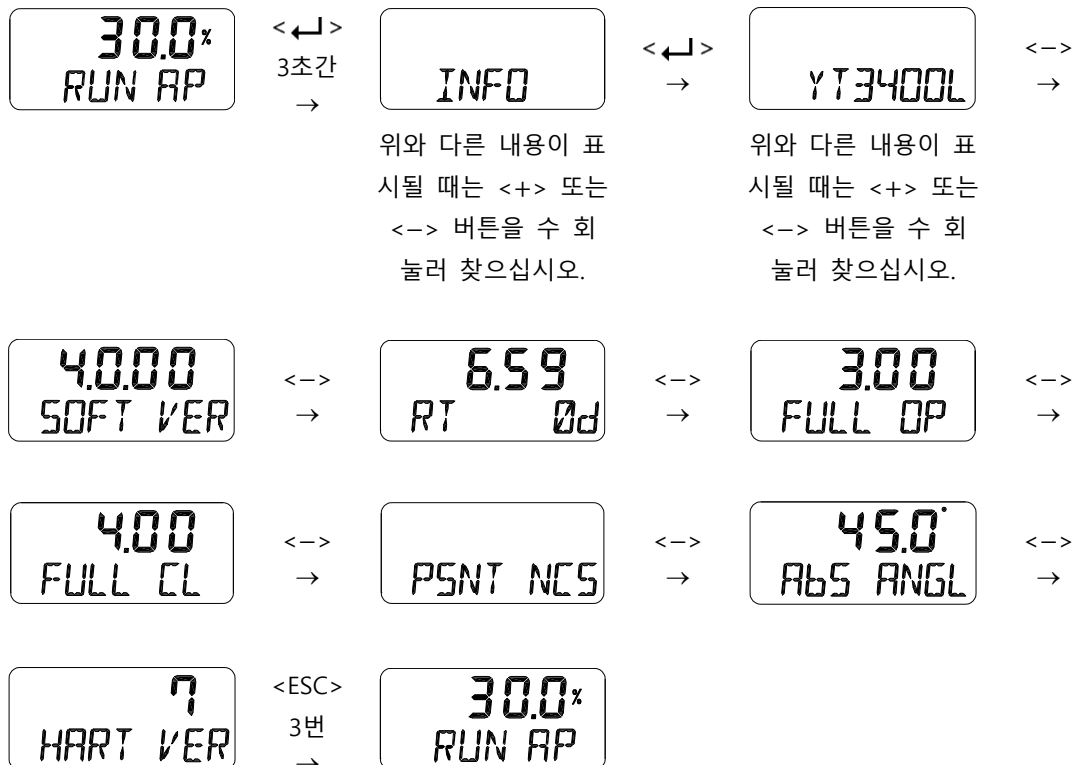 30.0%
RUN AP
<↵>
3초간
→
INFO
<↵>
→
YT3400L
<–>
→
위와 다른 내용이 표
시될 때는 <+> 또는
<–> 버튼을 수 회
눌러 찾으십시오.
위와 다른 내용이 표
시될 때는 <+> 또는
<–> 버튼을 수 회
눌러 찾으십시오.
4.0.00
SOFT VER
<–>
→
6.59
RT 0d
<–>
→
3.00
FULL OP
<–>
→
4.00
FULL CL
<–>
→
PSNT NCS
<–>
→
45.0°
AbS ANGL
<–>
→
7
HART VER
<ESC>
3번
→
30.0%
RUN AP